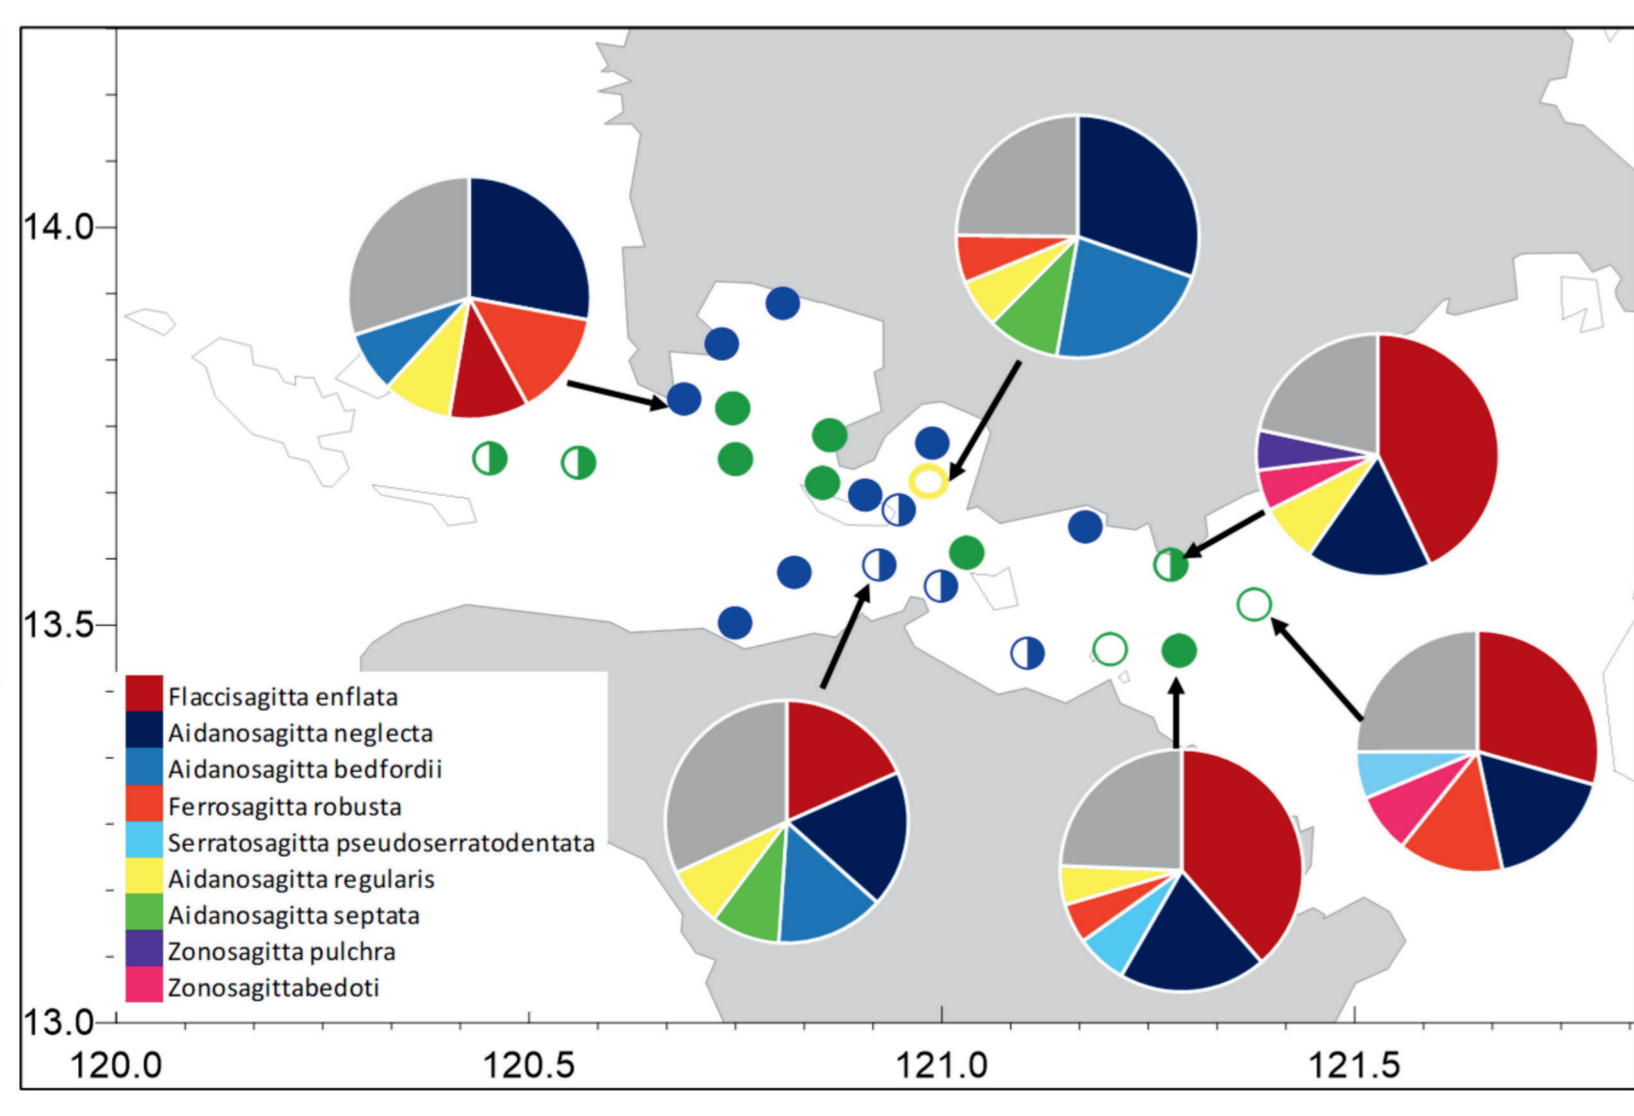 14.0
13.5
Flaccisagitta enflata
Aidanosagitta neglecta
Aidanosagitta bedfordii
Ferrosagitta robusta
Serratosagitta pseudoserratodentata
Aidanosagitta regularis
Aidanosagitta septata
Zonosagitta pulchra
Zonosagittabedoti
13.0
120.0 120.5 121.0 121.5